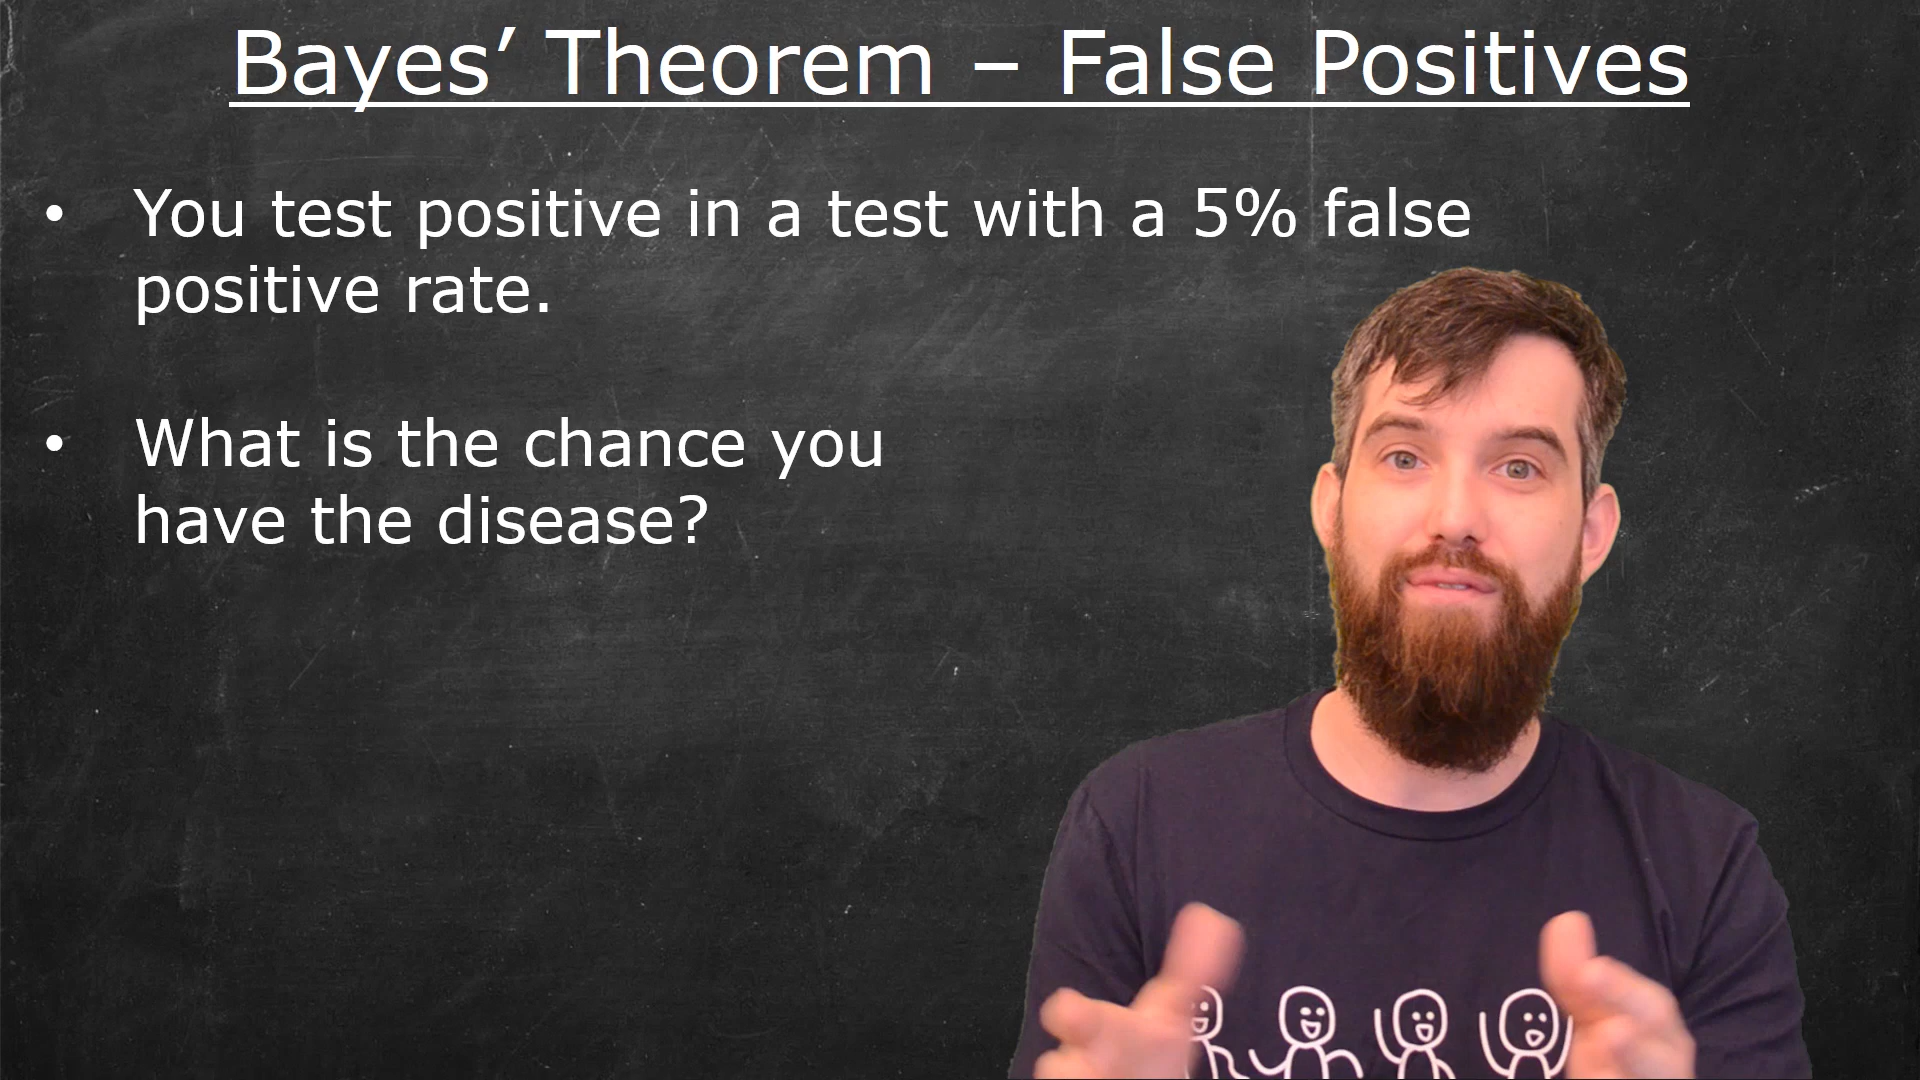 Bayes’ Theorem – False Positives
• You test positive in a test with a 5% false
positive rate.
• What is the chance you
have the disease?